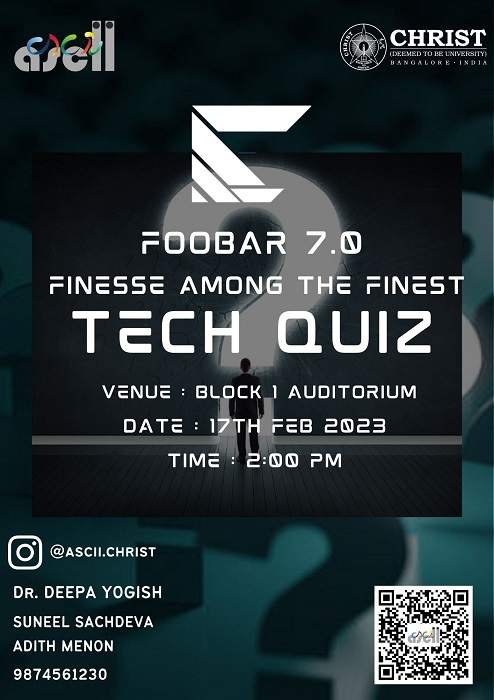 ascii
CHRIST
(DEEMED TO BE UNIVERSITY)
BANGALORE · INDIA
FOOBAR 7.0
FINESSE AMONG THE FINEST
TECH QUIZ
VENUE : BLOCK 1 AUDITORIUM
DATE : 17TH FEB 2023
TIME : 2:00 PM
@ASCII.CHRIST
Dr. DEEPA YOGISH
SUNEEL SACHDEVA
ADITH MENON
9874561230
ascii